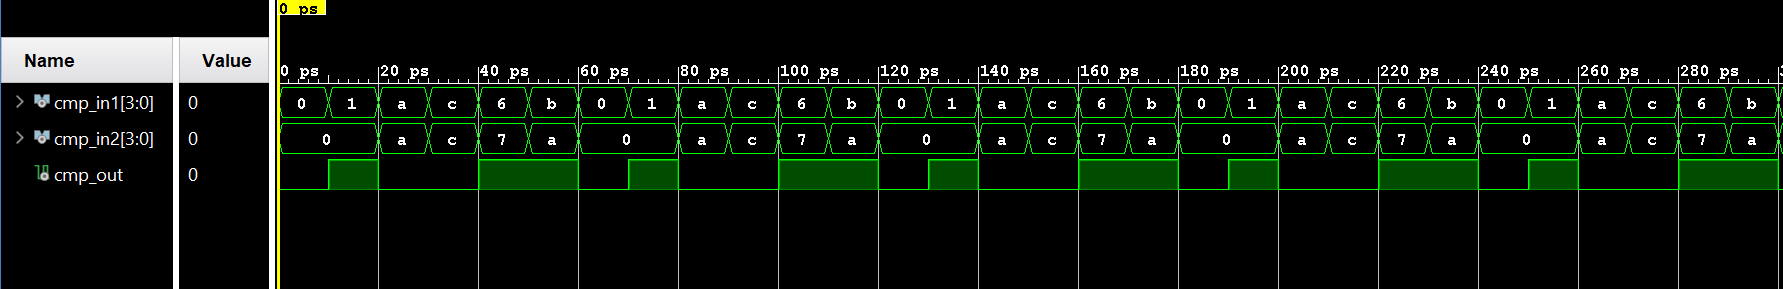 0 ps
Name Value
0 ps 20 ps 40 ps 60 ps 80 ps 100 ps 120 ps 140 ps 160 ps 180 ps 200 ps 220 ps 240 ps 260 ps 280 ps
cmp_in1[3:0] 0 0 1 a c 6 b 0 1 a c 6 b 0 1 a c 6 b 0 1 a c 6 b 0 1 a c 6 b
cmp_in2[3:0] 0 0 a c 7 a 0 a c 7 a 0 a c 7 a 0 a c 7 a 0 a c 7 a
cmp_out 0